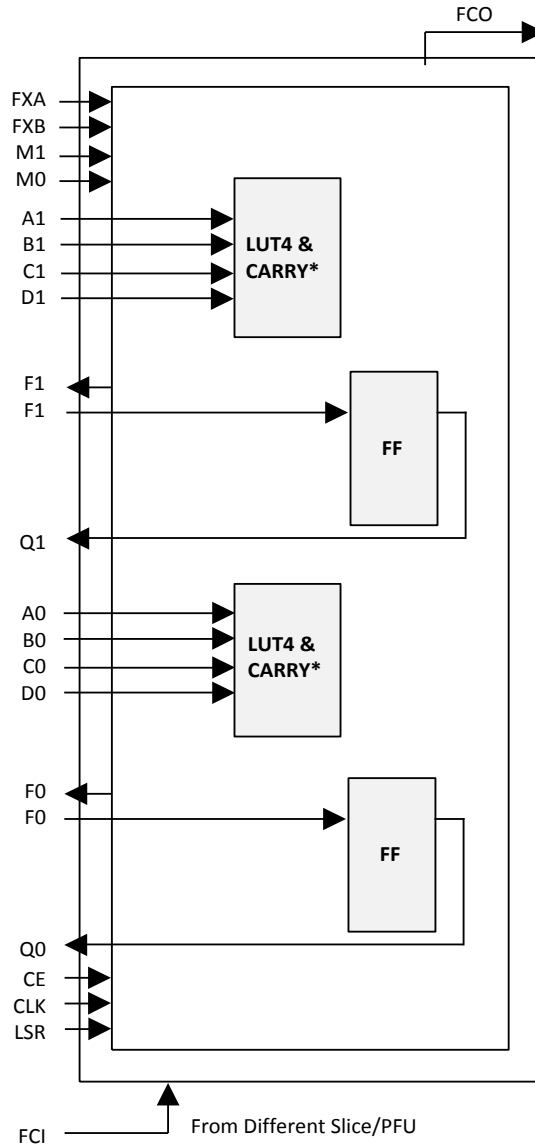 FCO
FXA
FXB
M1
M0
A1
B1
C1
D1
LUT4 &
CARRY*
F1
F1
FF
Q1
A0
B0
C0
D0
LUT4 &
CARRY*
F0
F0
FF
Q0
CE
CLK
LSR
FCI
From Different Slice/PFU